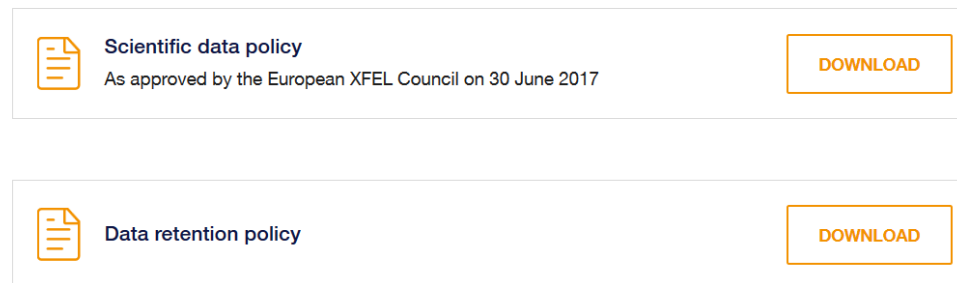 Scientific data policy
As approved by the European XFEL Council on 30 June 2017
DOWNLOAD
Data retention policy
DOWNLOAD